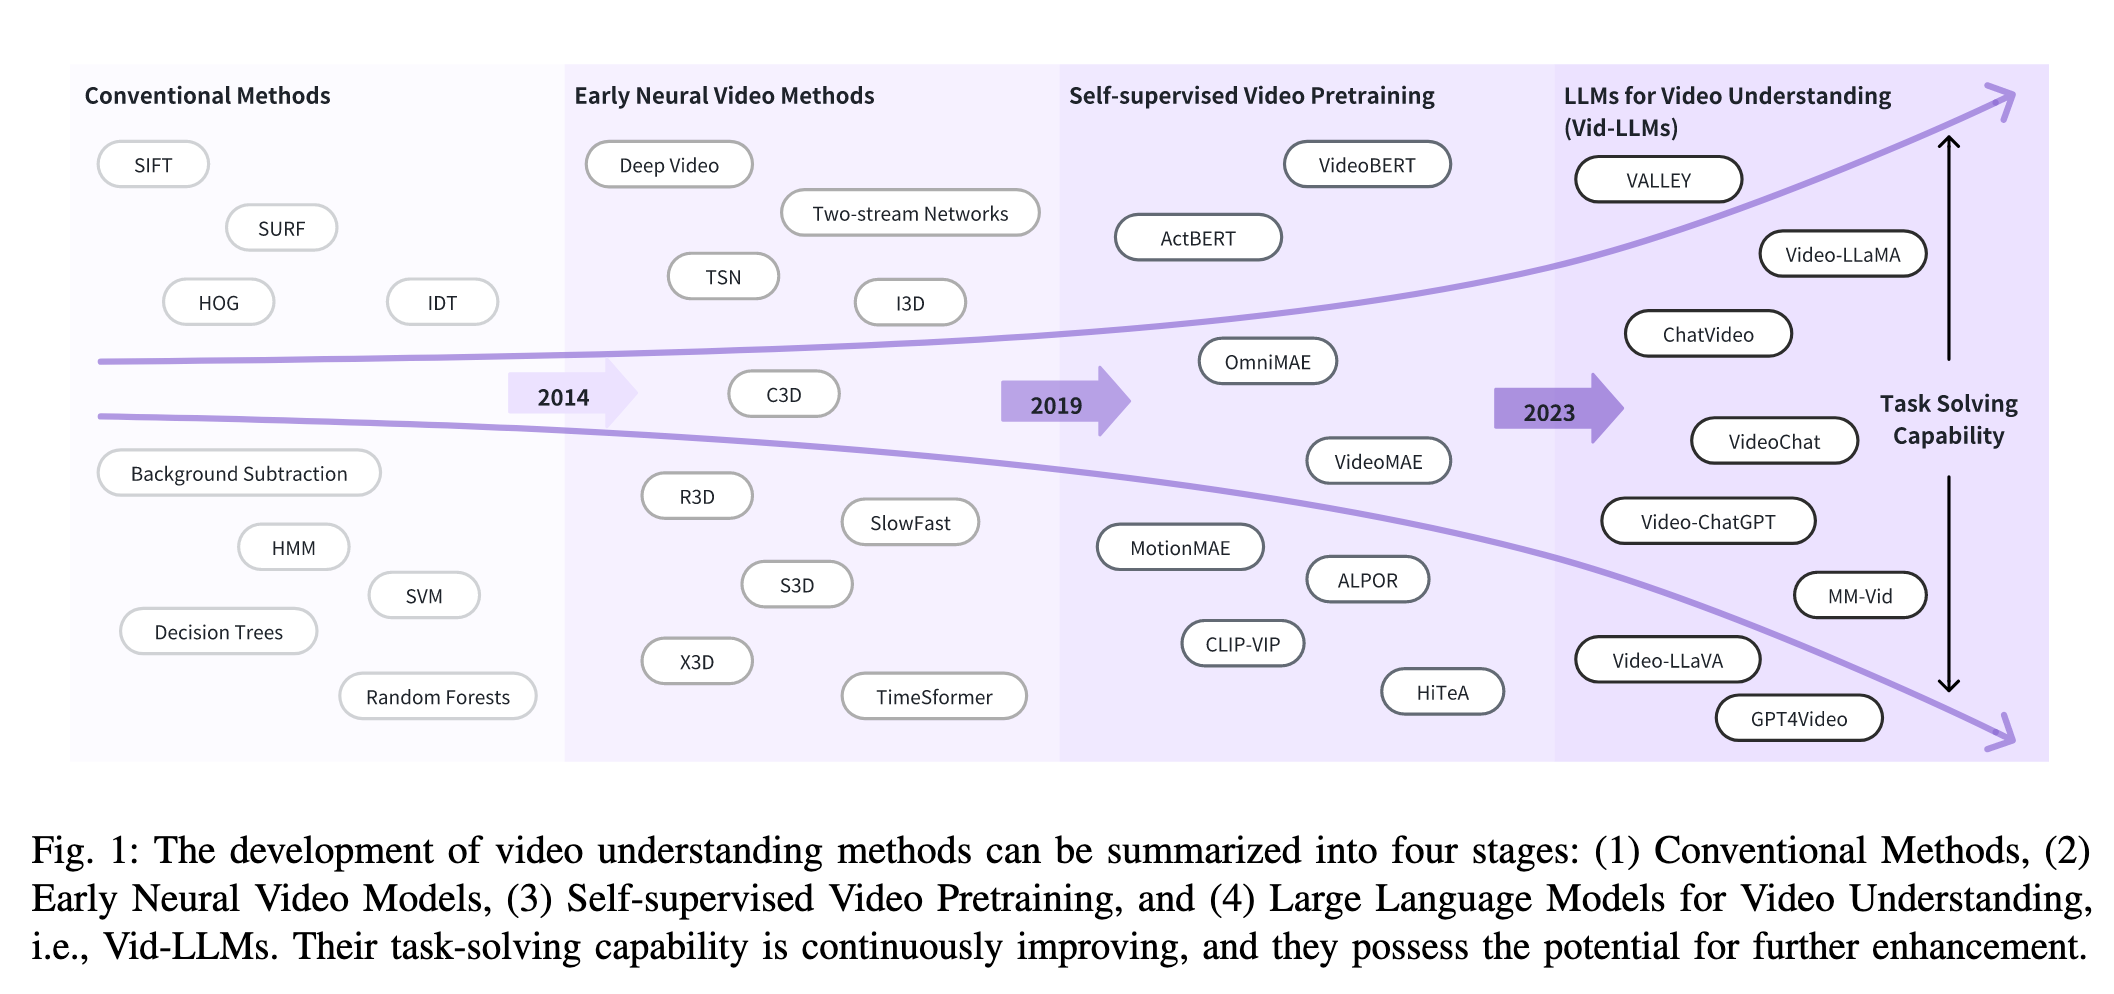 Conventional Methods
SIFT
SURF
HOG
IDT
Background Subtraction
HMM
SVM
Decision Trees
Random Forests
2014
Early Neural Video Methods
Deep Video
Two-stream Networks
TSN
I3D
C3D
R3D
SlowFast
S3D
X3D
TimeSformer
2019
Self-supervised Video Pretraining
VideoBERT
ActBERT
OmniMAE
VideoMAE
MotionMAE
ALPOR
CLIP-VIP
HiTeA
2023
LLMs for Video Understanding
(Vid-LLMs)
VALLEY
Video-LLaMA
ChatVideo
VideoChat
Video-ChatGPT
MM-Vid
Video-LLaVA
GPT4Video
Task Solving
Capability
Fig. 1: The development of video understanding methods can be summarized into four stages: (1) Conventional Methods, (2)
Early Neural Video Models, (3) Self-supervised Video Pretraining, and (4) Large Language Models for Video Understanding,
i.e., Vid-LLMs. Their task-solving capability is continuously improving, and they possess the potential for further enhancement.